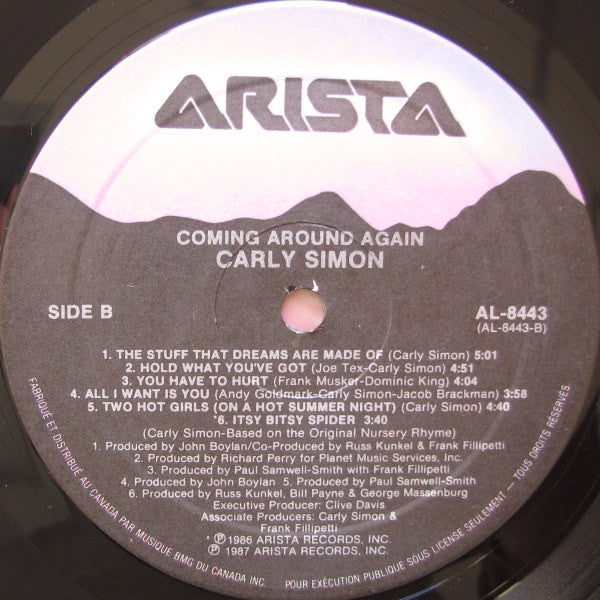 ARISTA
COMING AROUND AGAIN
CARLY SIMON
SIDE B
AL-8443
(AL-8443-B)
1. THE STUFF THAT DREAMS ARE MADE OF (Carly Simon) 5:01
2. HOLD WHAT YOU'VE GOT (Joe Tex-Carly Simon) 4:51
3. YOU HAVE TO HURT (Frank Musker-Dominic King) 4:04
4. ALL I WANT IS YOU (Andy Goldmark-Carly Simon-Jacob Brackman) 3:58
5. TWO HOT GIRLS (ON A HOT SUMMER NIGHT) (Carly Simon) 4:40
*6. ITSY BITSY SPIDER 3:40
(Carly Simon-Based on the Original Nursery Rhyme)
1. Produced by John Boylan/Co-Produced by Russ Kunkel & Frank Fillipetti
2. Produced by Richard Perry for Planet Music Services, Inc.
3. Produced by Paul Samwell-Smith with Frank Fillipetti
4. Produced by John Boylan 5. Produced by Paul Samwell-Smith
6. Produced by Russ Kunkel, Bill Payne & George Massenburg
Executive Producer: Clive Davis
Associate Producers: Carly Simon &
Frank Fillipetti
* ℗ 1986 ARISTA RECORDS, INC.
℗ 1987 ARISTA RECORDS, INC.
FABRIQUÉ ET DISTRIBUÉ AU CANADA PAR MUSIQUE BMG DU CANADA INC. POUR EXÉCUTION PUBLIQUE SOUS LICENCE SEULEMENT — TOUS DROITS RÉSERVÉS